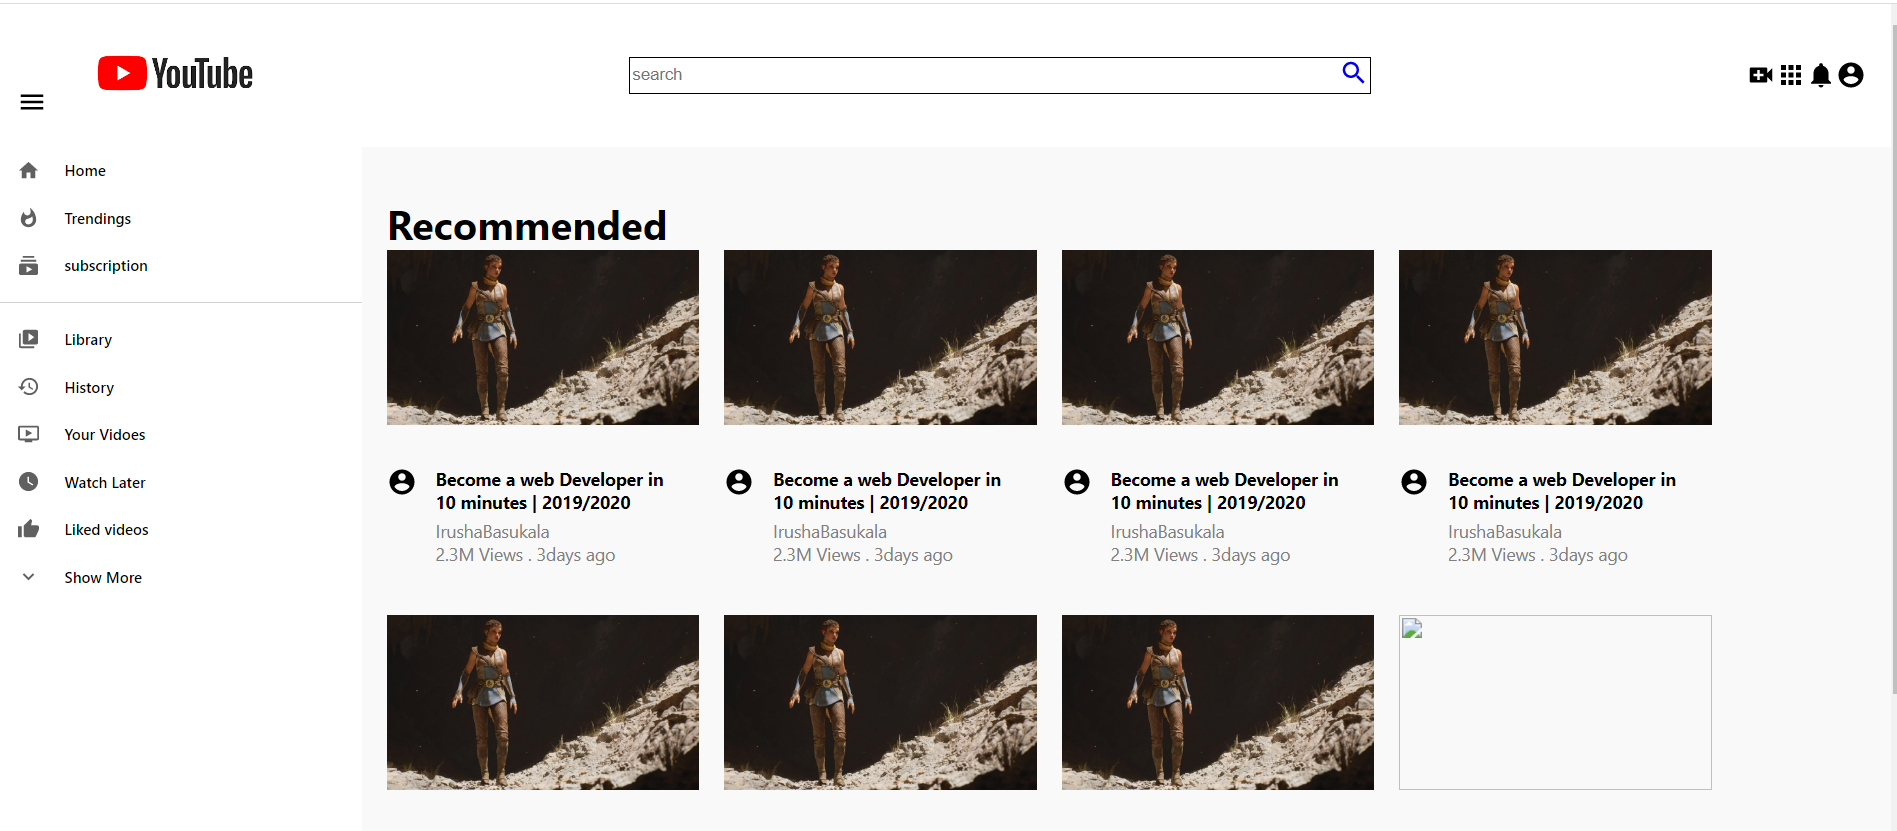 YouTube
search
Home
Trendings
subscription
Library
History
Your Vidoes
Watch Later
Liked videos
Show More
Recommended
Become a web Developer in
10 minutes | 2019/2020
IrushaBasukala
2.3M Views . 3days ago
Become a web Developer in
10 minutes | 2019/2020
IrushaBasukala
2.3M Views . 3days ago
Become a web Developer in
10 minutes | 2019/2020
IrushaBasukala
2.3M Views . 3days ago
Become a web Developer in
10 minutes | 2019/2020
IrushaBasukala
2.3M Views . 3days ago